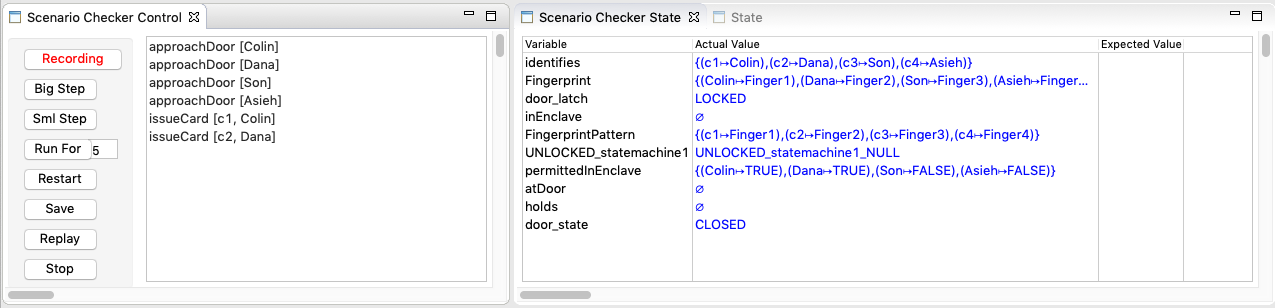 Scenario Checker Control
Recording
Big Step
Sml Step
Run For 5
Restart
Save
Replay
Stop
approachDoor [Colin]
approachDoor [Dana]
approachDoor [Son]
approachDoor [Asieh]
issueCard [c1, Colin]
issueCard [c2, Dana]
Scenario Checker State State
Variable Actual Value Expected Value
identifies {(c1↦Colin),(c2↦Dana),(c3↦Son),(c4↦Asieh)}
Fingerprint {(Colin↦Finger1),(Dana↦Finger2),(Son↦Finger3),(Asieh↦Finger...
door_latch LOCKED
inEnclave ∅
FingerprintPattern {(c1↦Finger1),(c2↦Finger2),(c3↦Finger3),(c4↦Finger4)}
UNLOCKED_statemachine1 UNLOCKED_statemachine1_NULL
permittedInEnclave {(Colin↦TRUE),(Dana↦TRUE),(Son↦FALSE),(Asieh↦FALSE)}
atDoor ∅
holds ∅
door_state CLOSED